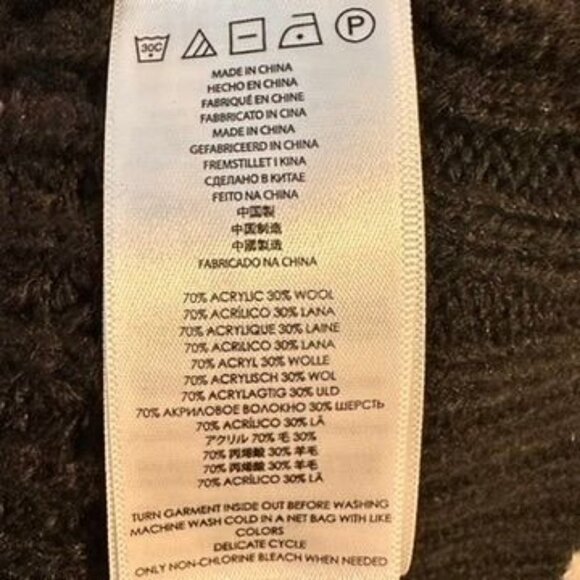 30C P
MADE IN CHINA
HECHO EN CHINA
FABRIQUÉ EN CHINE
FABBRICATO IN CINA
MADE IN CHINA
GEFABRICEERD IN CHINA
FREMSTILLET I KINA
СДЕЛАНО В КИТАЕ
FEITO NA CHINA
中国製
中国制造
中國製造
FABRICADO NA CHINA
70% ACRYLIC 30% WOOL
70% ACRÍLICO 30% LANA
70% ACRYLIQUE 30% LAINE
70% ACRILICO 30% LANA
70% ACRYL 30% WOLLE
70% ACRYLISCH 30% WOL
70% ACRYLAGTIG 30% ULD
70% АКРИЛОВОЕ ВОЛОКНО 30% ШЕРСТЬ
70% ACRÍLICO 30% LÃ
アクリル 70% 毛 30%
70% 丙烯酸 30% 羊毛
70% 丙烯酸 30% 羊毛
70% ACRÍLICO 30% LÃ
TURN GARMENT INSIDE OUT BEFORE WASHING
MACHINE WASH COLD IN A NET BAG WITH LIKE
COLORS
DELICATE CYCLE
ONLY NON-CHLORINE BLEACH WHEN NEEDED